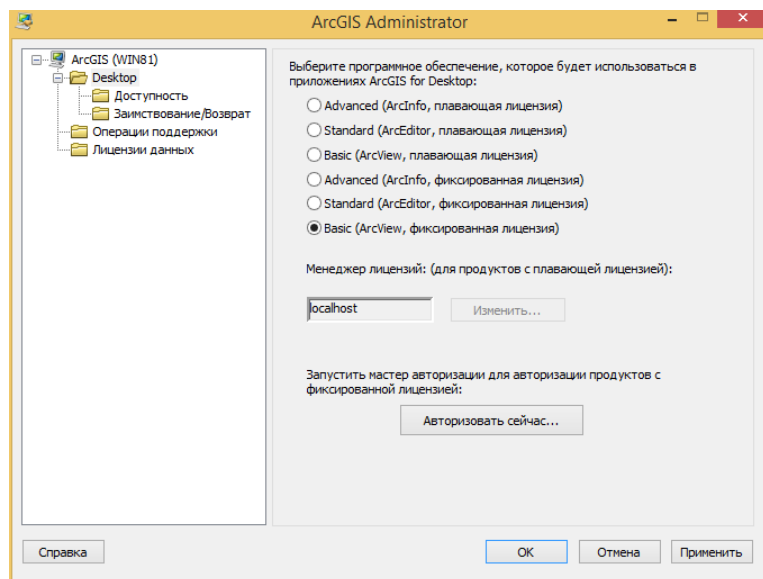 ArcGIS Administrator
ArcGIS (WIN81)
Desktop
Доступность
Заимствование/Возврат
Операции поддержки
Лицензии данных
Выберите программное обеспечение, которое будет использоваться в
приложениях ArcGIS for Desktop:
Advanced (ArcInfo, плавающая лицензия)
Standard (ArcEditor, плавающая лицензия)
Basic (ArcView, плавающая лицензия)
Advanced (ArcInfo, фиксированная лицензия)
Standard (ArcEditor, фиксированная лицензия)
Basic (ArcView, фиксированная лицензия)
Менеджер лицензий: (для продуктов с плавающей лицензией):
localhost
Изменить...
Запустить мастер авторизации для авторизации продуктов с
фиксированной лицензией:
Авторизовать сейчас...
Справка
OK
Отмена
Применить